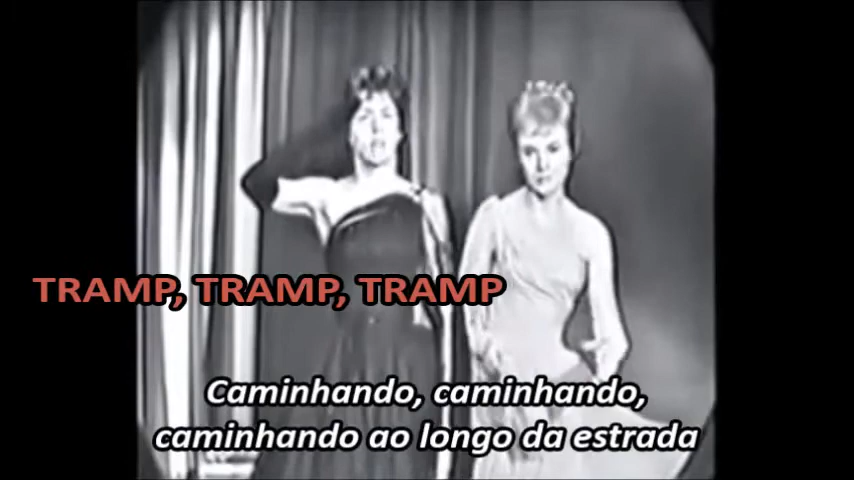 TRAMP, TRAMP, TRAMP
Caminhando, caminhando,
caminhando ao longo da estrada